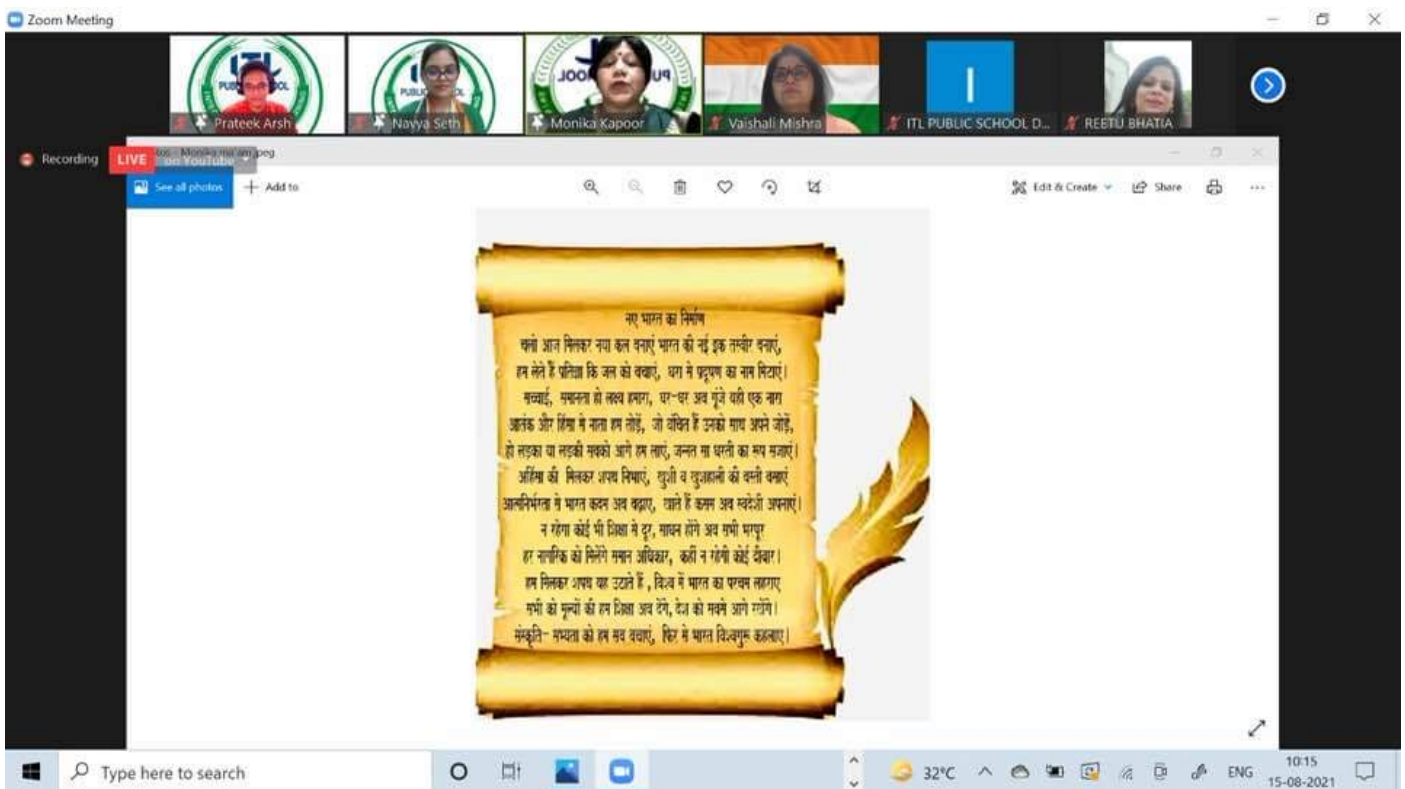 Zoom Meeting
Prateek Arsh
Navya Seth
Monika Kapoor
Vaishali Mishra
I
ITL PUBLIC SCHOOL D...
REETU BHATIA
Recording
LIVE on YouTube
Monika ma'am.jpeg
See all photos
Add to
Edit & Create
Share
नए भारत का निर्माण
चलो आज मिलकर नया कल बनाएं भारत की नई इक तस्वीर बनाएं,
हम लेते हैं प्रतिज्ञा कि जल को बचाएं, धरा से प्रदूषण का नाम मिटाएं।
सच्चाई, समानता हो लक्ष्य हमारा, घर-घर अब गूंजे यही एक नारा
आतंक और हिंसा से नाता हम तोड़ें, जो वंचित हैं उनको साथ अपने जोड़ें,
हो लड़का या लड़की सबको आगे हम लाएं, जन्नत सा धरती का रूप सजाएं।
अहिंसा की मिलकर शपथ निभाएं, खुशी व खुशहाली की बस्ती बसाएं
आत्मनिर्भरता से भारत कदम अब बढ़ाए, खाते हैं कसम अब स्वदेशी अपनाएं।
न रहेगा कोई भी शिक्षा से दूर, साधन होंगे अब सभी भरपूर
हर नागरिक को मिलेंगे समान अधिकार, कहीं न रहेगी कोई दीवार।
हम मिलकर शपथ यह उठाते हैं, विश्व में भारत का परचम लहराए
सभी को मूल्यों की हम शिक्षा अब देंगे, देश को सबसे आगे रखेंगे।
संस्कृति- सभ्यता को हम सब बचाएं, फिर से भारत विश्वगुरू कहलाए।
Type here to search
32°C
ENG
10:15
15-08-2021